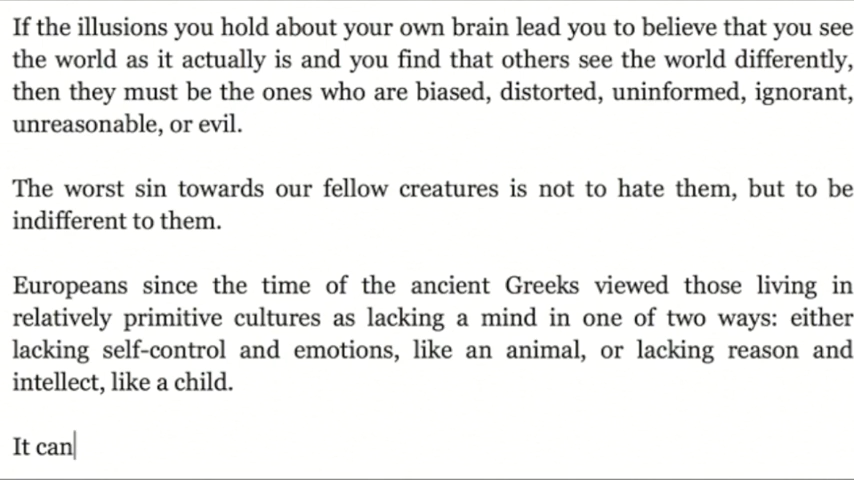 If the illusions you hold about your own brain lead you to believe that you see
the world as it actually is and you find that others see the world differently,
then they must be the ones who are biased, distorted, uninformed, ignorant,
unreasonable, or evil.
The worst sin towards our fellow creatures is not to hate them, but to be
indifferent to them.
Europeans since the time of the ancient Greeks viewed those living in
relatively primitive cultures as lacking a mind in one of two ways: either
lacking self-control and emotions, like an animal, or lacking reason and
intellect, like a child.
It can